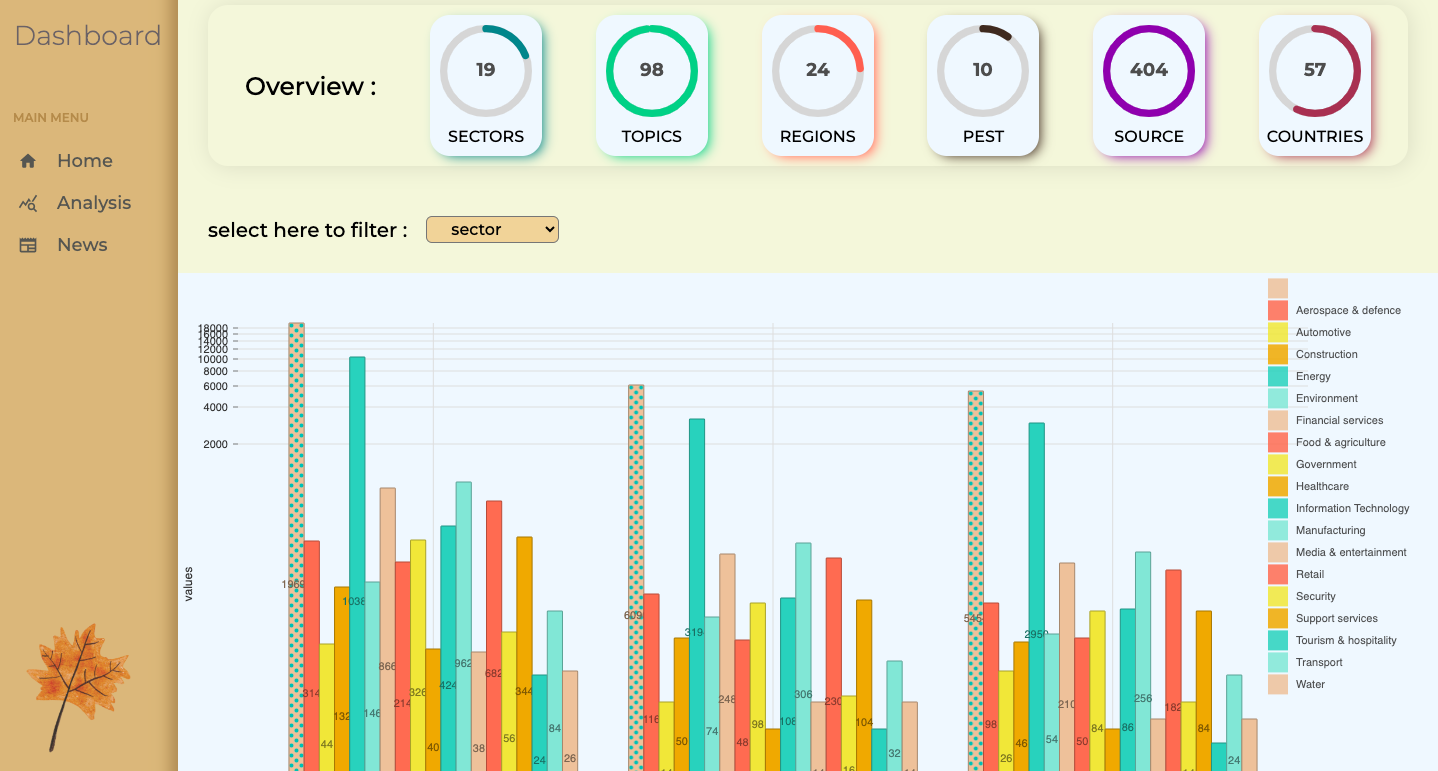 Dashboard
MAIN MENU
Home
Analysis
News
Overview :
19
SECTORS
98
TOPICS
24
REGIONS
10
PEST
404
SOURCE
57
COUNTRIES
select here to filter :
sector
values
18000
16000
14000
12000
10000
8000
6000
4000
2000
314
44
132
146
866
214
326
40
424
962
38
682
56
344
24
84
26
116
50
319
74
248
48
98
108
306
230
16
104
32
98
26
46
2950
54
210
50
84
86
256
182
84
24
Aerospace & defence
Automotive
Construction
Energy
Environment
Financial services
Food & agriculture
Government
Healthcare
Information Technology
Manufacturing
Media & entertainment
Retail
Security
Support services
Tourism & hospitality
Transport
Water